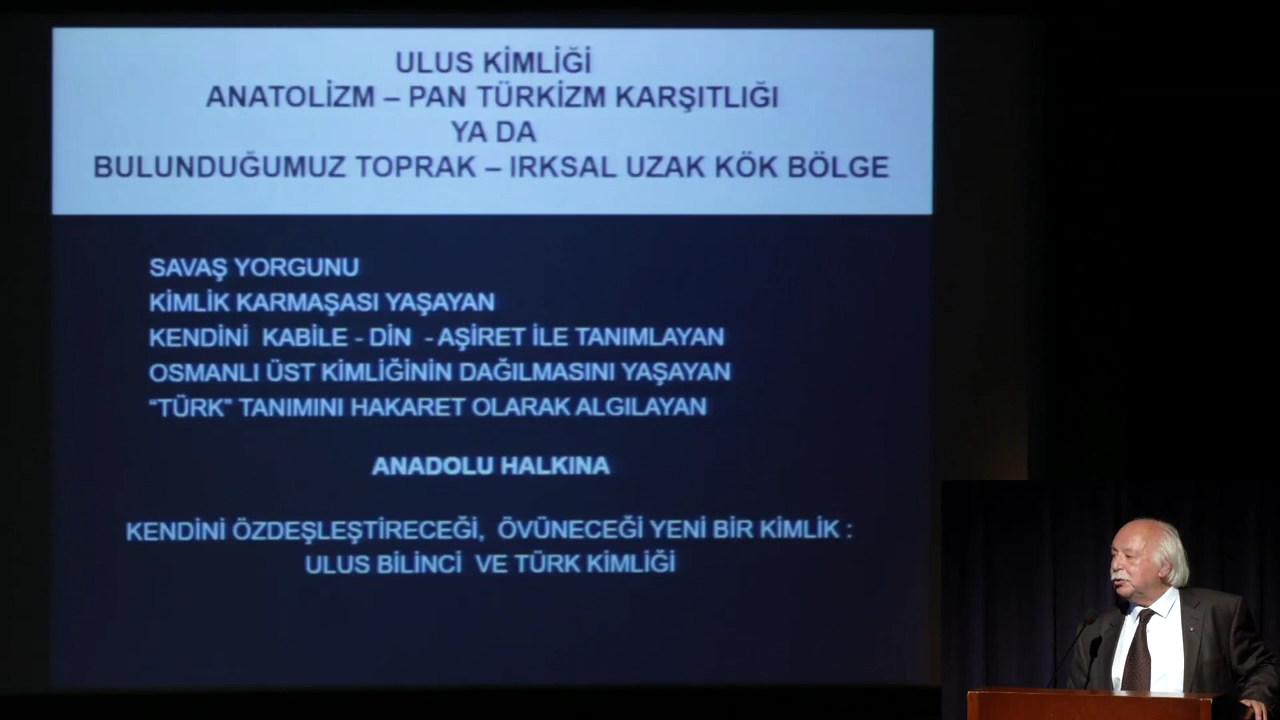 ULUS KİMLİĞİ
ANATOLİZM – PAN TÜRKİZM KARŞITLIĞI
YA DA
BULUNDUĞUMUZ TOPRAK – IRKSAL UZAK KÖK BÖLGE
SAVAŞ YORGUNU
KİMLİK KARMAŞASI YAŞAYAN
KENDİNİ KABİLE - DİN - AŞİRET İLE TANIMLAYAN
OSMANLI ÜST KİMLİĞİNİN DAĞILMASINI YAŞAYAN
“TÜRK” TANIMINI HAKARET OLARAK ALGILAYAN
ANADOLU HALKINA
KENDİNİ ÖZDEŞLEŞTİRECEĞİ, ÖVÜNECEĞİ YENİ BİR KİMLİK :
ULUS BİLİNCİ VE TÜRK KİMLİĞİ